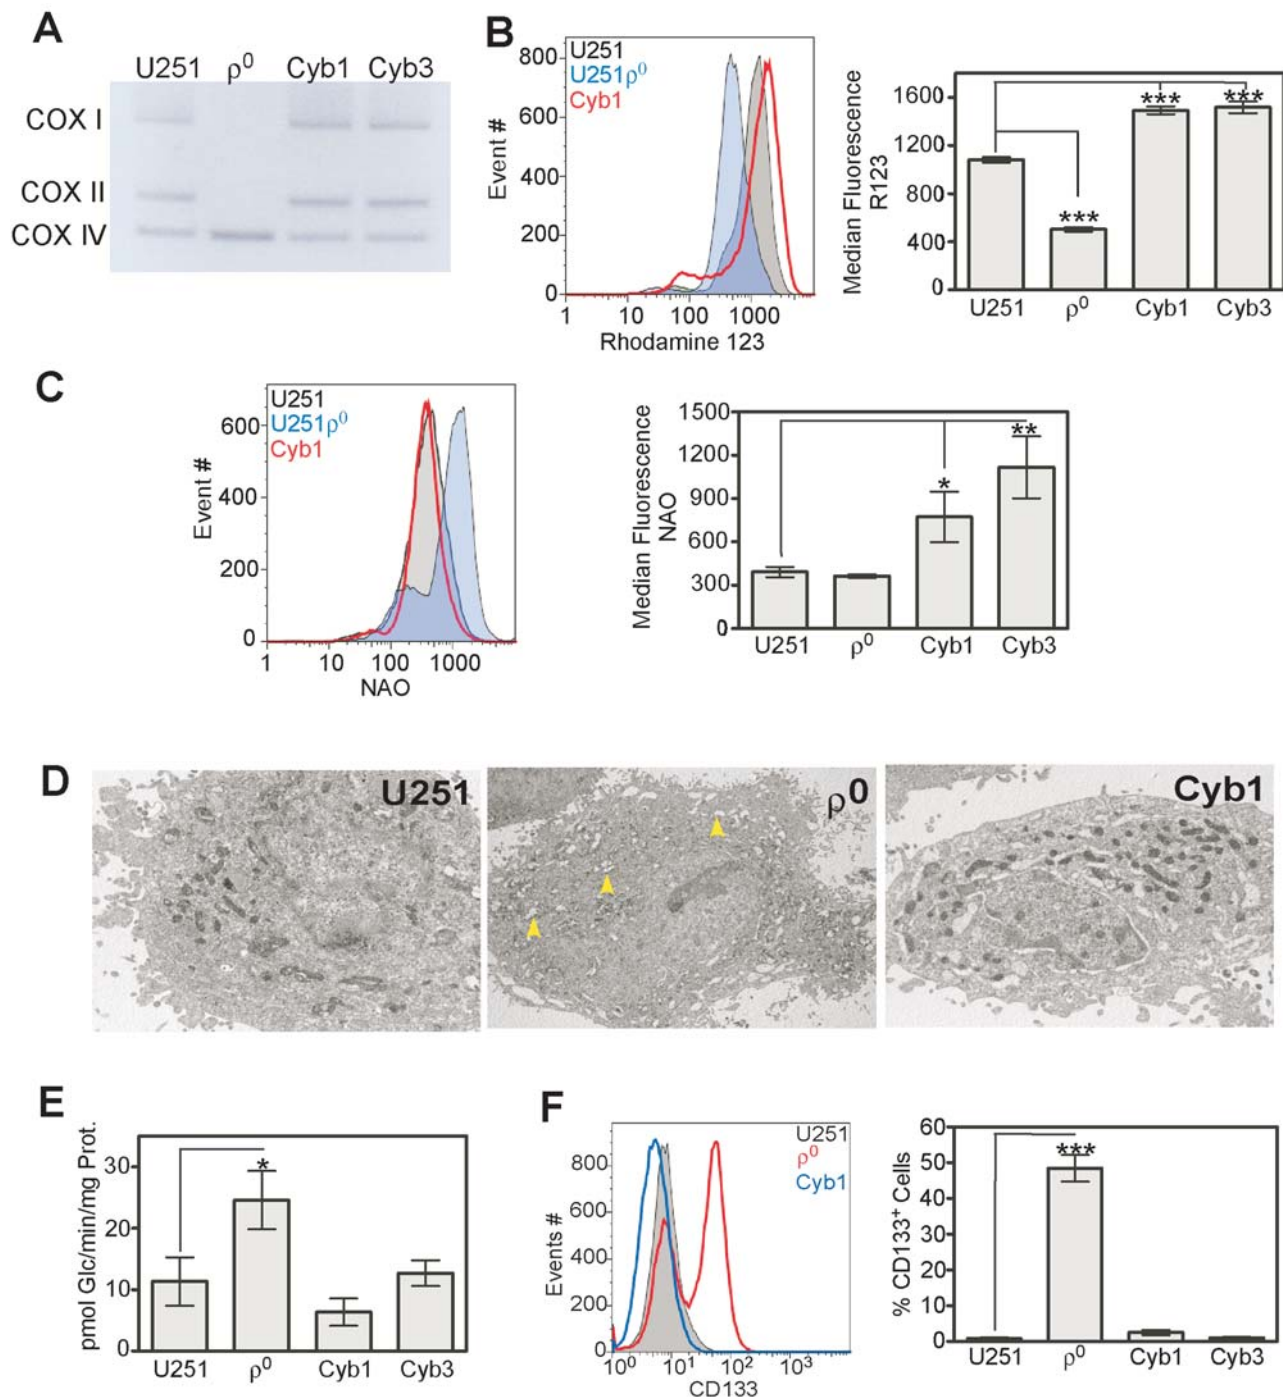 A
U251 ρ⁰ Cyb1 Cyb3
COX I
COX II
COX IV
B
U251
U251ρ⁰
Cyb1
Event #
800
600
400
200
0
1 10 100 1000
Rhodamine 123
Median Fluorescence
R123
1600
1200
800
400
0
***
***
***
U251 ρ⁰ Cyb1 Cyb3
C
U251
U251ρ⁰
Cyb1
Event #
600
400
200
0
1 10 100 1000
NAO
Median Fluorescence
NAO
1500
1200
900
600
300
0
*
**
U251 ρ⁰ Cyb1 Cyb3
D
U251
ρ⁰
Cyb1
E
pmol Glc/min/mg Prot.
30
20
10
0
*
U251 ρ⁰ Cyb1 Cyb3
F
U251
ρ⁰
Cyb1
Events #
800
600
400
200
0
10⁰ 10¹ 10² 10³
CD133
% CD133⁺ Cells
60
50
40
30
20
10
0
***
U251 ρ⁰ Cyb1 Cyb3